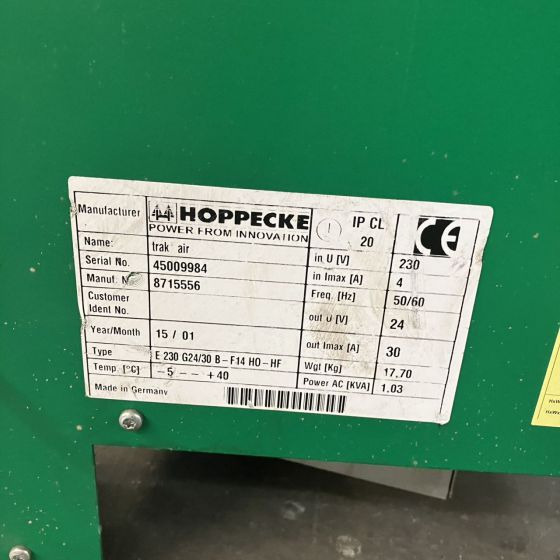 Manufacturer HOPPECKE IP CL
POWER FROM INNOVATION 20 CE
Name: trak air in U [V] 230
Serial No. 45009984 in Imax [A] 4
Manuf. No 8715556 Freq. [Hz] 50/60
Customer
Ident No. out U [V] 24
Year/Month 15 / 01 out Imax [A] 30
Type E 230 G24/30 B-F14 HO-HF Wgt [Kg] 17,70
Temp. [°C] -5 -- +40 Power AC [KVA] 1.03
Made in Germany